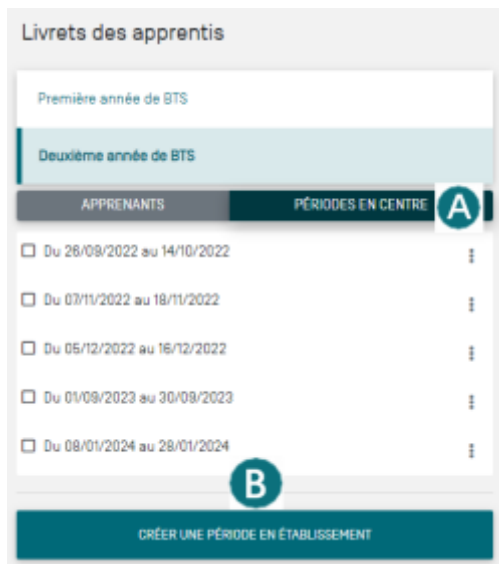 Livrets des apprentis
Première année de BTS
Deuxième année de BTS
APPRENANTS
PÉRIODES EN CENTRE
A
Du 26/09/2022 au 14/10/2022
Du 07/11/2022 au 18/11/2022
Du 05/12/2022 au 16/12/2022
Du 01/09/2023 au 30/09/2023
Du 08/01/2024 au 28/01/2024
B
CRÉER UNE PÉRIODE EN ÉTABLISSEMENT